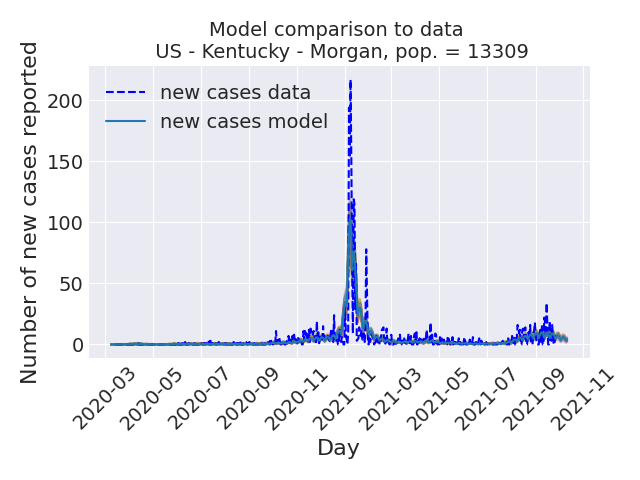 Model comparison to data
US - Kentucky - Morgan, pop. = 13309
Number of new cases reported
new cases data
new cases model
200
150
100
50
0
2020-03
2020-05
2020-07
2020-09
2020-11
2021-01
2021-03
2021-05
2021-07
2021-09
2021-11
Day